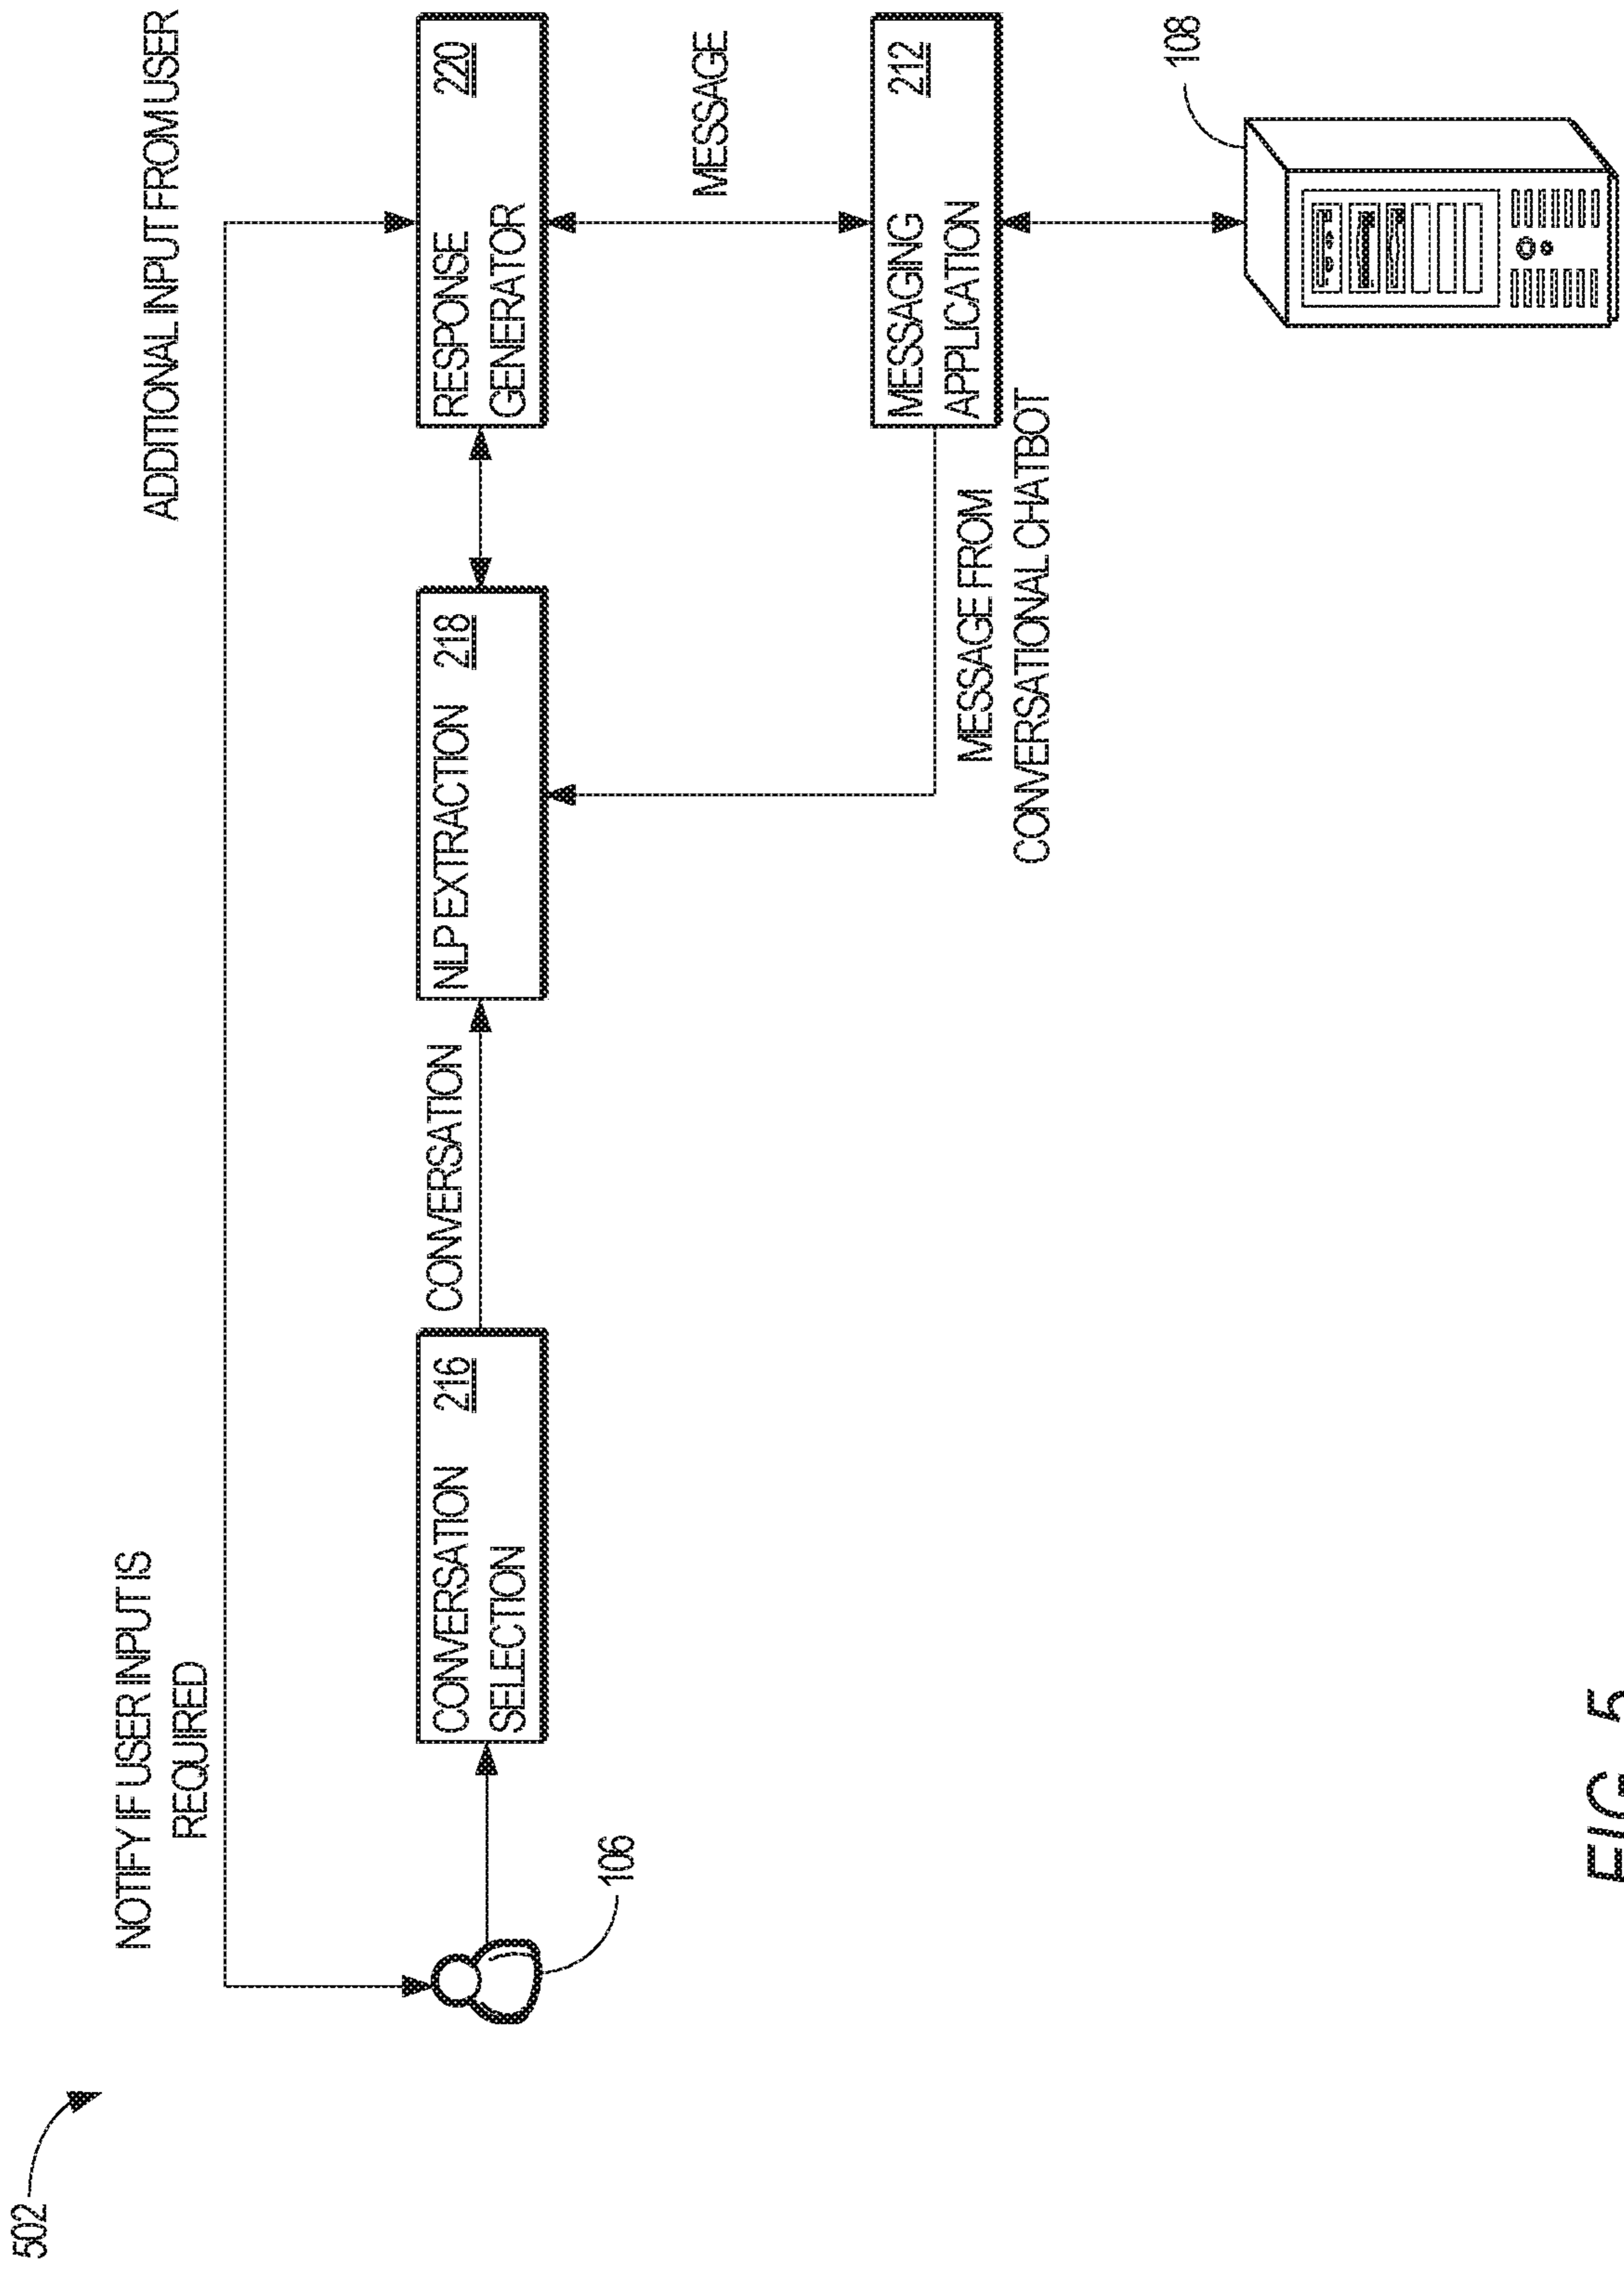 502
NOTIFY IF USER INPUT IS
REQUIRED
ADDITIONAL INPUT FROM USER
106
CONVERSATION 216
SELECTION
CONVERSATION
NLP EXTRACTION 218
RESPONSE 220
GENERATOR
MESSAGE
MESSAGING 212
APPLICATION
MESSAGE FROM
CONVERSATIONAL CHATBOT
108
FIG. 5